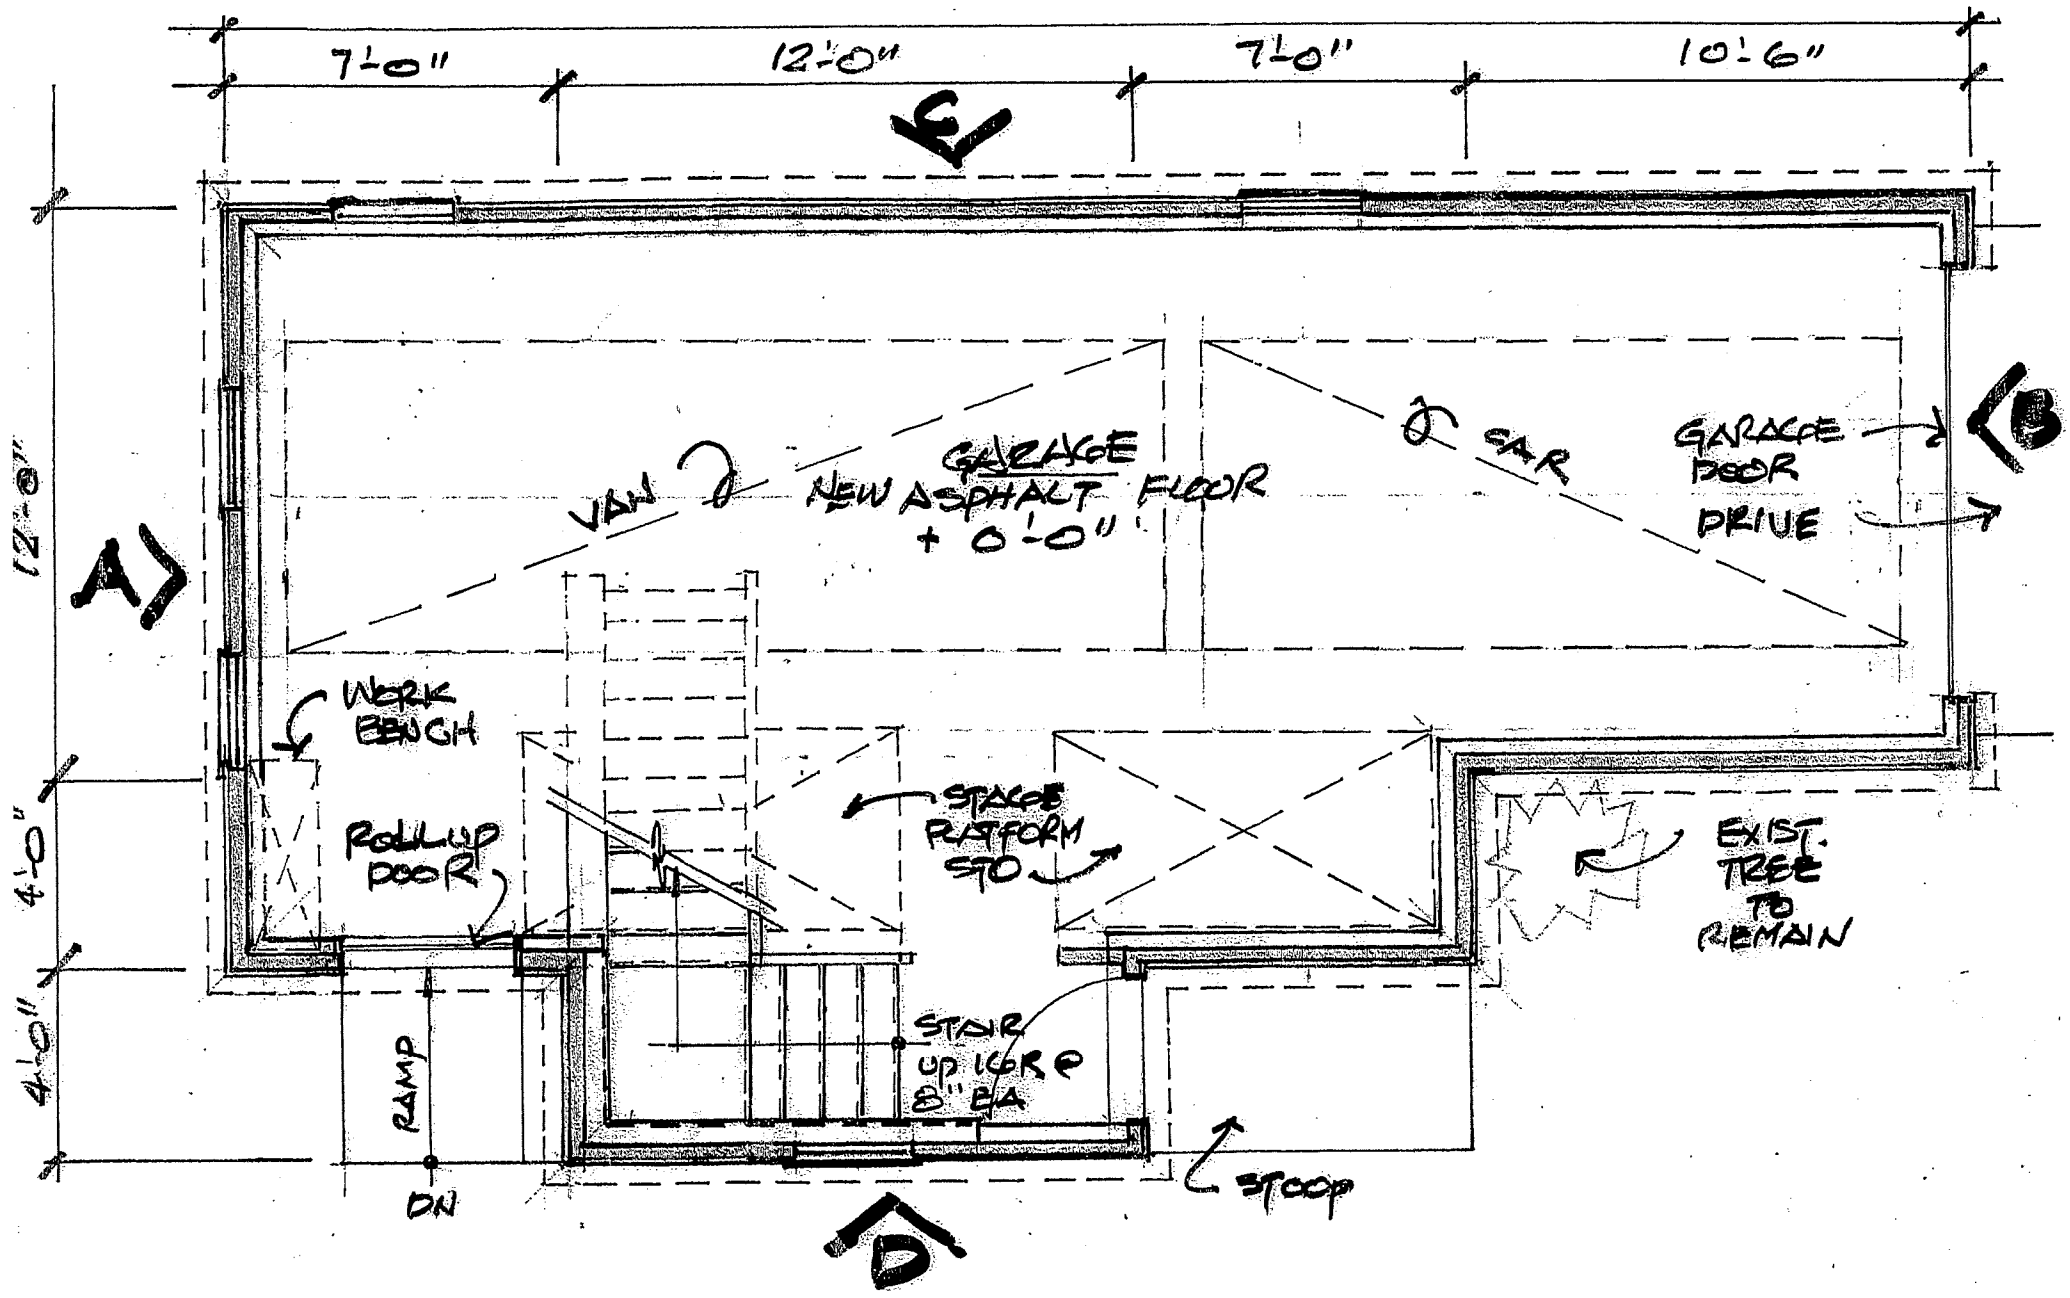 7'-0"
12'-0"
7'-0"
10'-6"
C
12'-0"
4'-0"
4'-0"
A
B
D
VAN
GARAGE
NEW ASPHALT FLOOR
+ 0'-0"
CAR
GARAGE
DOOR
DRIVE
WORK
BENCH
ROLLUP
DOOR
STAGE
PLATFORM
STO
EXIST.
TREE
TO
REMAIN
RAMP
DN
STAIR
UP 16R @
8" EA
STOOP